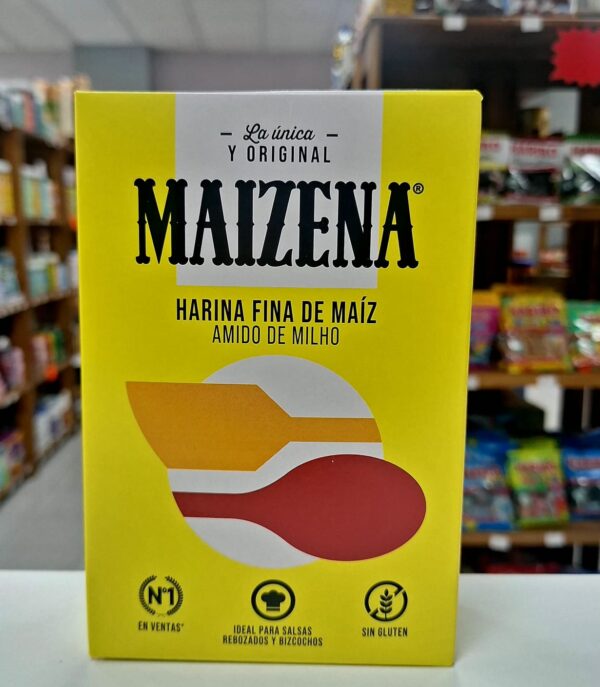 – La única –
Y ORIGINAL
MAIZENA®
HARINA FINA DE MAÍZ
AMIDO DE MILHO
Nº1
EN VENTAS*
IDEAL PARA SALSAS
REBOZADOS Y BIZCOCHOS
SIN GLUTEN